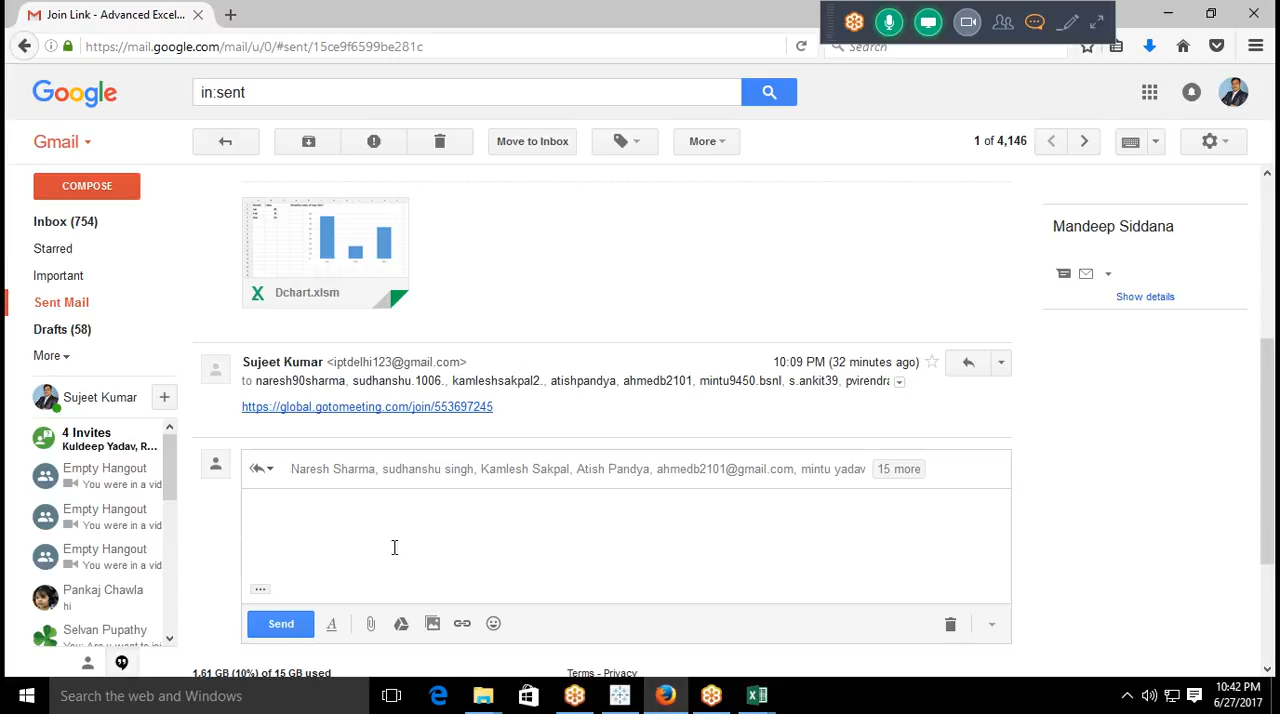 Join Link - Advanced Excel...
https://mail.google.com/mail/u/0/#sent/15ce9f6599be281c
Search
Google
in:sent
Gmail
Move to Inbox
More
1 of 4,146
COMPOSE
Inbox (754)
Starred
Important
Sent Mail
Drafts (58)
More
Sujeet Kumar
4 Invites
Kuldeep Yadav, R...
Empty Hangout
You were in a vid
Empty Hangout
You were in a vid
Empty Hangout
You were in a vid
Pankaj Chawla
hi
Selvan Pupathy
Dchart.xlsm
Mandeep Siddana
Show details
Sujeet Kumar <iptdelhi123@gmail.com>
10:09 PM (32 minutes ago)
to naresh90sharma, sudhanshu.1006., kamleshsakpal2., atishpandya, ahmedb2101, mintu9450.bsnl, s.ankit39, pvirendra
https://global.gotomeeting.com/join/553697245
Naresh Sharma, sudhanshu singh, Kamlesh Sakpal, Atish Pandya, ahmedb2101@gmail.com, mintu yadav 15 more
...
Send
1.61 GB (10%) of 15 GB used
Terms - Privacy
Search the web and Windows
10:42 PM
6/27/2017